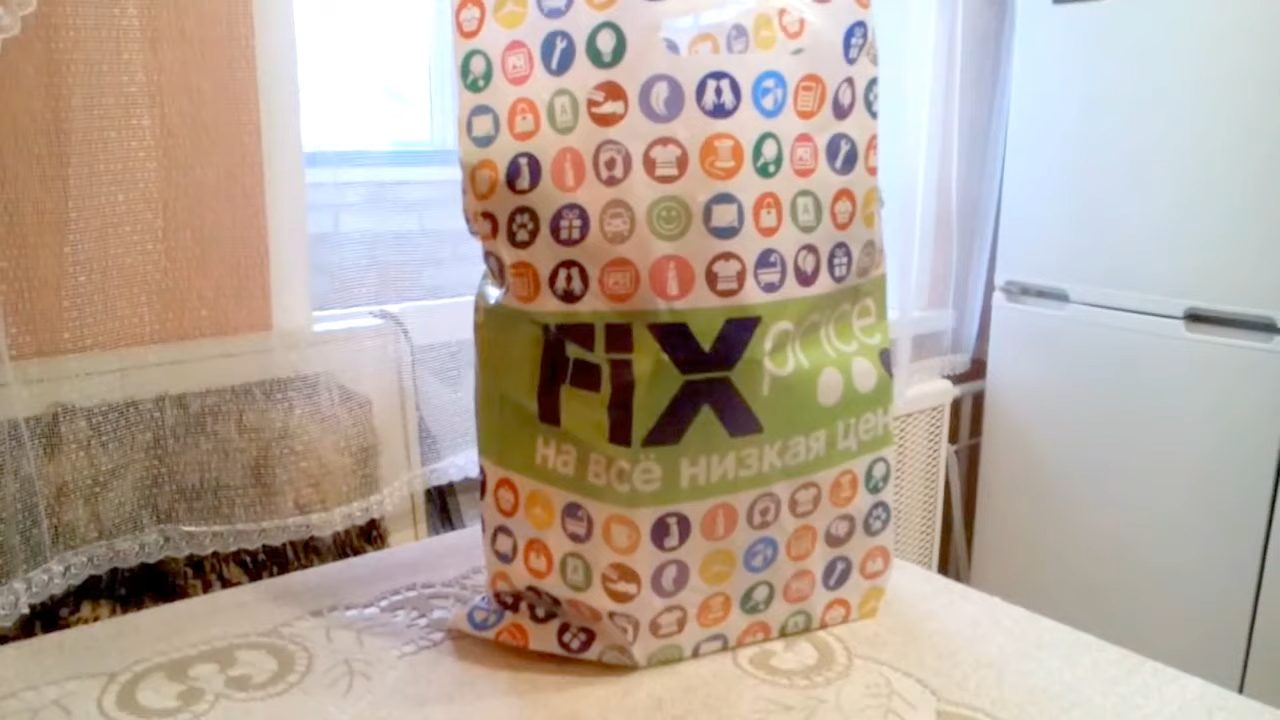 FiX price
на всё низкая цен